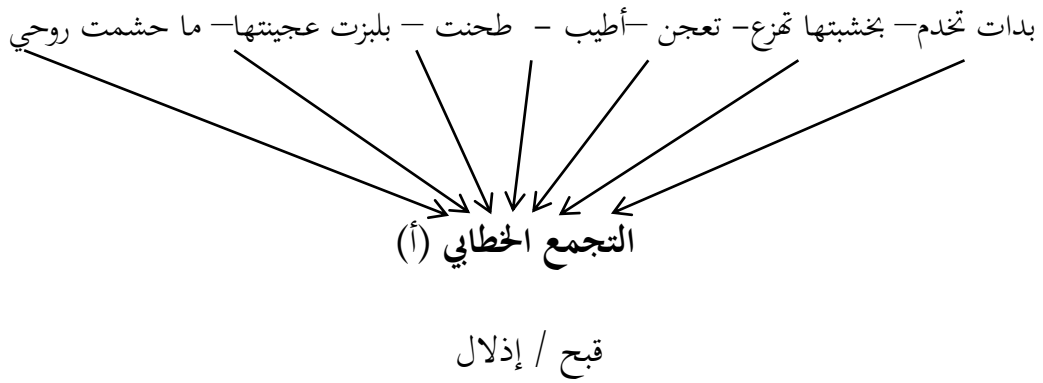 بدات تخدم– بخشبتها تهزع- تعجن –أطيب - طحنت – بلبزت عجينتها– ما حشمت روحي
التجمع الخطابي (أ)
قبح / إذلال